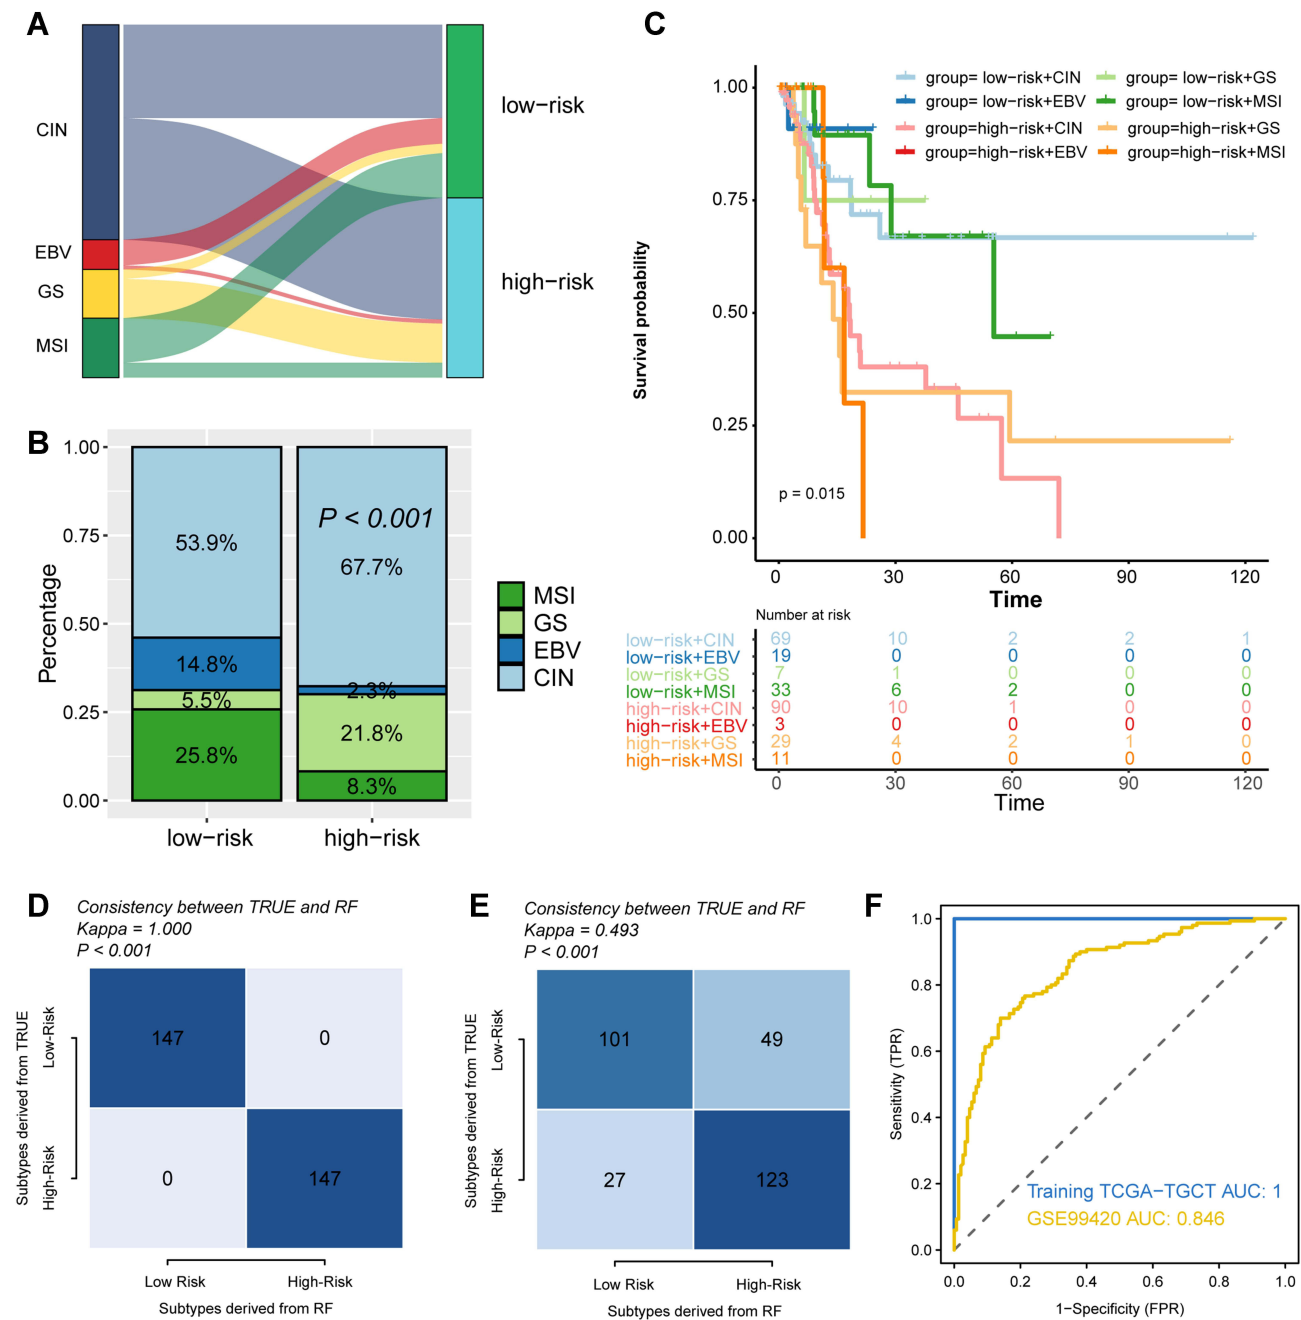 A
CIN
EBV
GS
MSI
low−risk
high−risk
B
Percentage
1.00
0.75
0.50
0.25
0.00
53.9%
14.8%
5.5%
25.8%
P < 0.001
67.7%
2.3%
21.8%
8.3%
low−risk
high−risk
MSI
GS
EBV
CIN
C
Survival probability
1.00
0.75
0.50
0.25
0.00
group= low−risk+CIN
group= low−risk+EBV
group=high−risk+CIN
group=high−risk+EBV
group= low−risk+GS
group= low−risk+MSI
group=high−risk+GS
group=high−risk+MSI
p = 0.015
0 30 60 90 120
Time
Number at risk
low−risk+CIN 69 10 2 2 1
low−risk+EBV 19 0 0 0 0
low−risk+GS 7 1 0 0 0
low−risk+MSI 33 6 2 0 0
high−risk+CIN 90 10 1 0 0
high−risk+EBV 3 0 0 0 0
high−risk+GS 29 4 2 1 0
high−risk+MSI 11 0 0 0 0
0 30 60 90 120
Time
D
Consistency between TRUE and RF
Kappa = 1.000
P < 0.001
Subtypes derived from TRUE
Low−Risk
High−Risk
147 0
0 147
Low Risk High−Risk
Subtypes derived from RF
E
Consistency between TRUE and RF
Kappa = 0.493
P < 0.001
Subtypes derived from TRUE
Low−Risk
High−Risk
101 49
27 123
Low Risk High−Risk
Subtypes derived from RF
F
Sensitivity (TPR)
1.0
0.8
0.6
0.4
0.2
0.0
Training TCGA−TGCT AUC: 1
GSE99420 AUC: 0.846
0.0 0.2 0.4 0.6 0.8 1.0
1−Specificity (FPR)